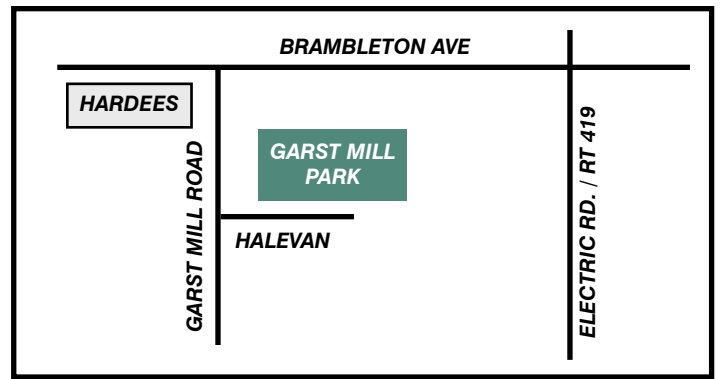 BRAMBLETON AVE
HARDEES
GARST MILL
PARK
GARST MILL ROAD
HALEVAN
ELECTRIC RD. / RT 419